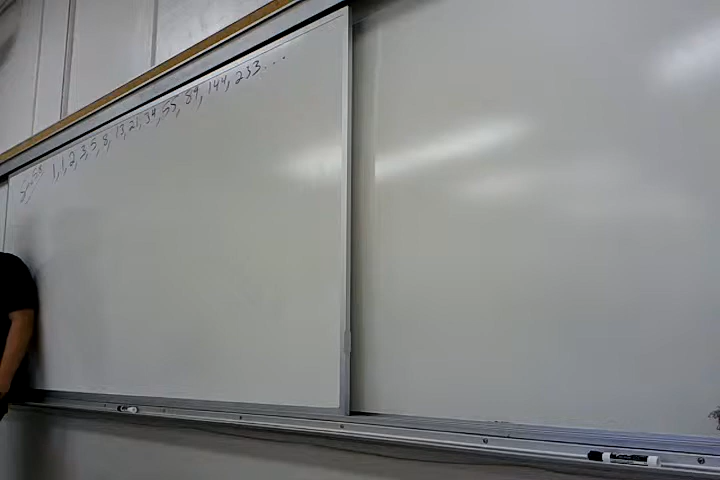 1, 1, 2, 3, 5, 8, 13, 21, 34, 55, 89, 144, 233...